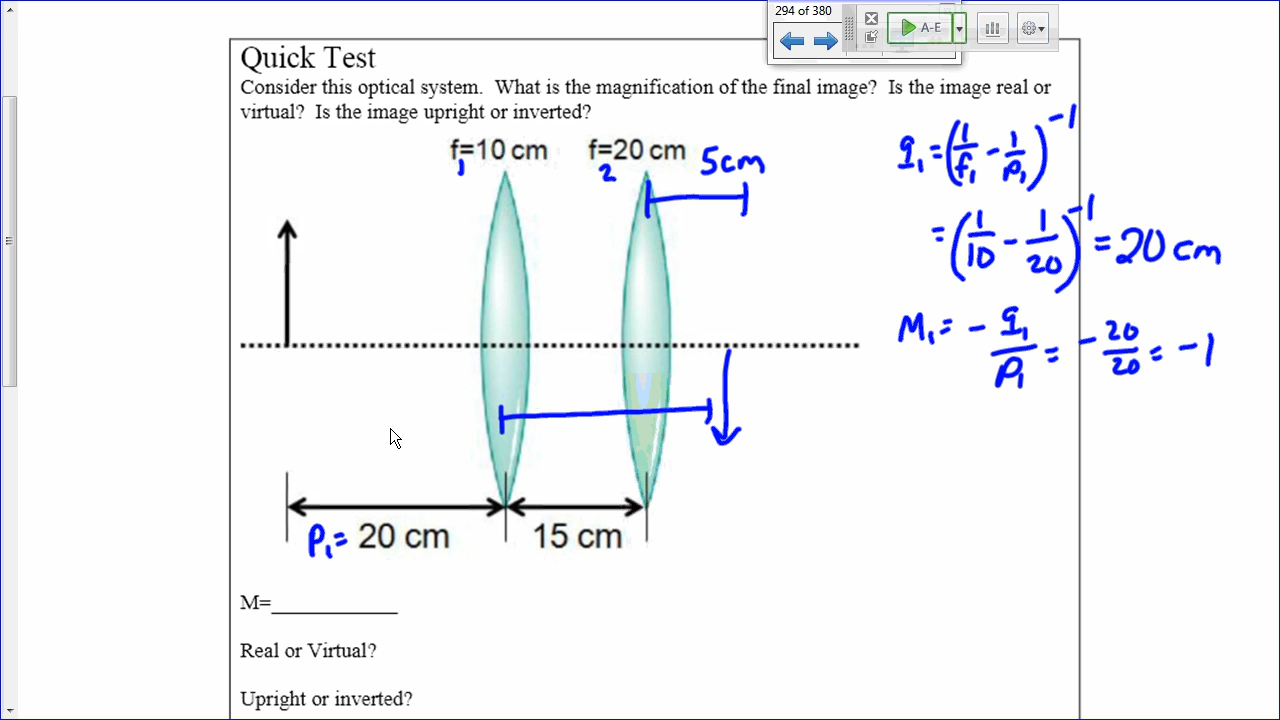 294 of 380
A-E
Quick Test
Consider this optical system. What is the magnification of the final image? Is the image real or
virtual? Is the image upright or inverted?
f₁=10 cm
f₂=20 cm
5cm
q₁ = (1/f₁ - 1/p₁)⁻¹
= (1/10 - 1/20)⁻¹ = 20 cm
M₁ = - q₁/p₁ = - 20/20 = -1
P₁ = 20 cm
15 cm
M=____________
Real or Virtual?
Upright or inverted?